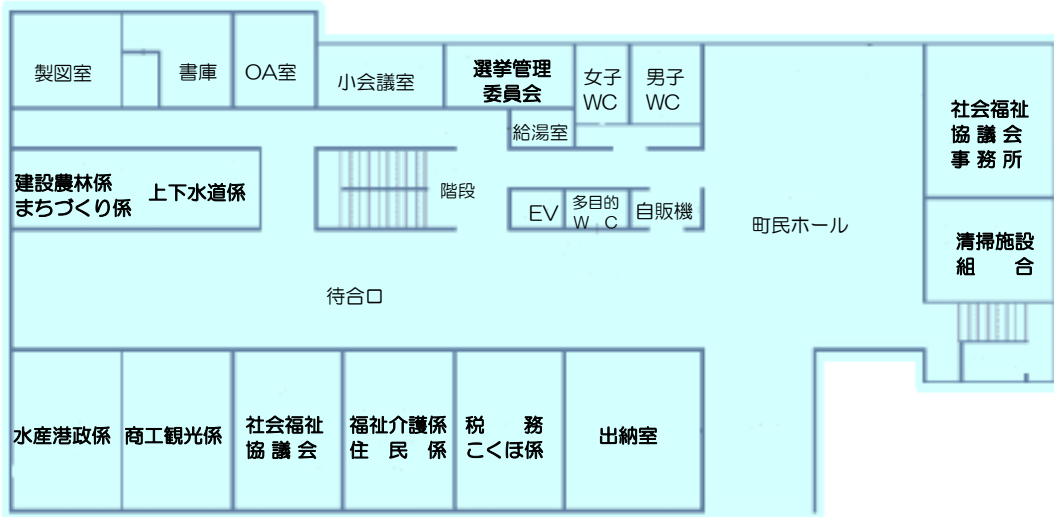 製図室
書庫
OA室
小会議室
選挙管理
委員会
女子
WC
男子
WC
給湯室
社会福祉
協議会
事務所
建設農林係
まちづくり係
上下水道係
階段
EV
多目的
W C
自販機
町民ホール
清掃施設
組 合
待合口
水産港政係
商工観光係
社会福祉
協議会
福祉介護係
住民係
税 務
こくほ係
出納室